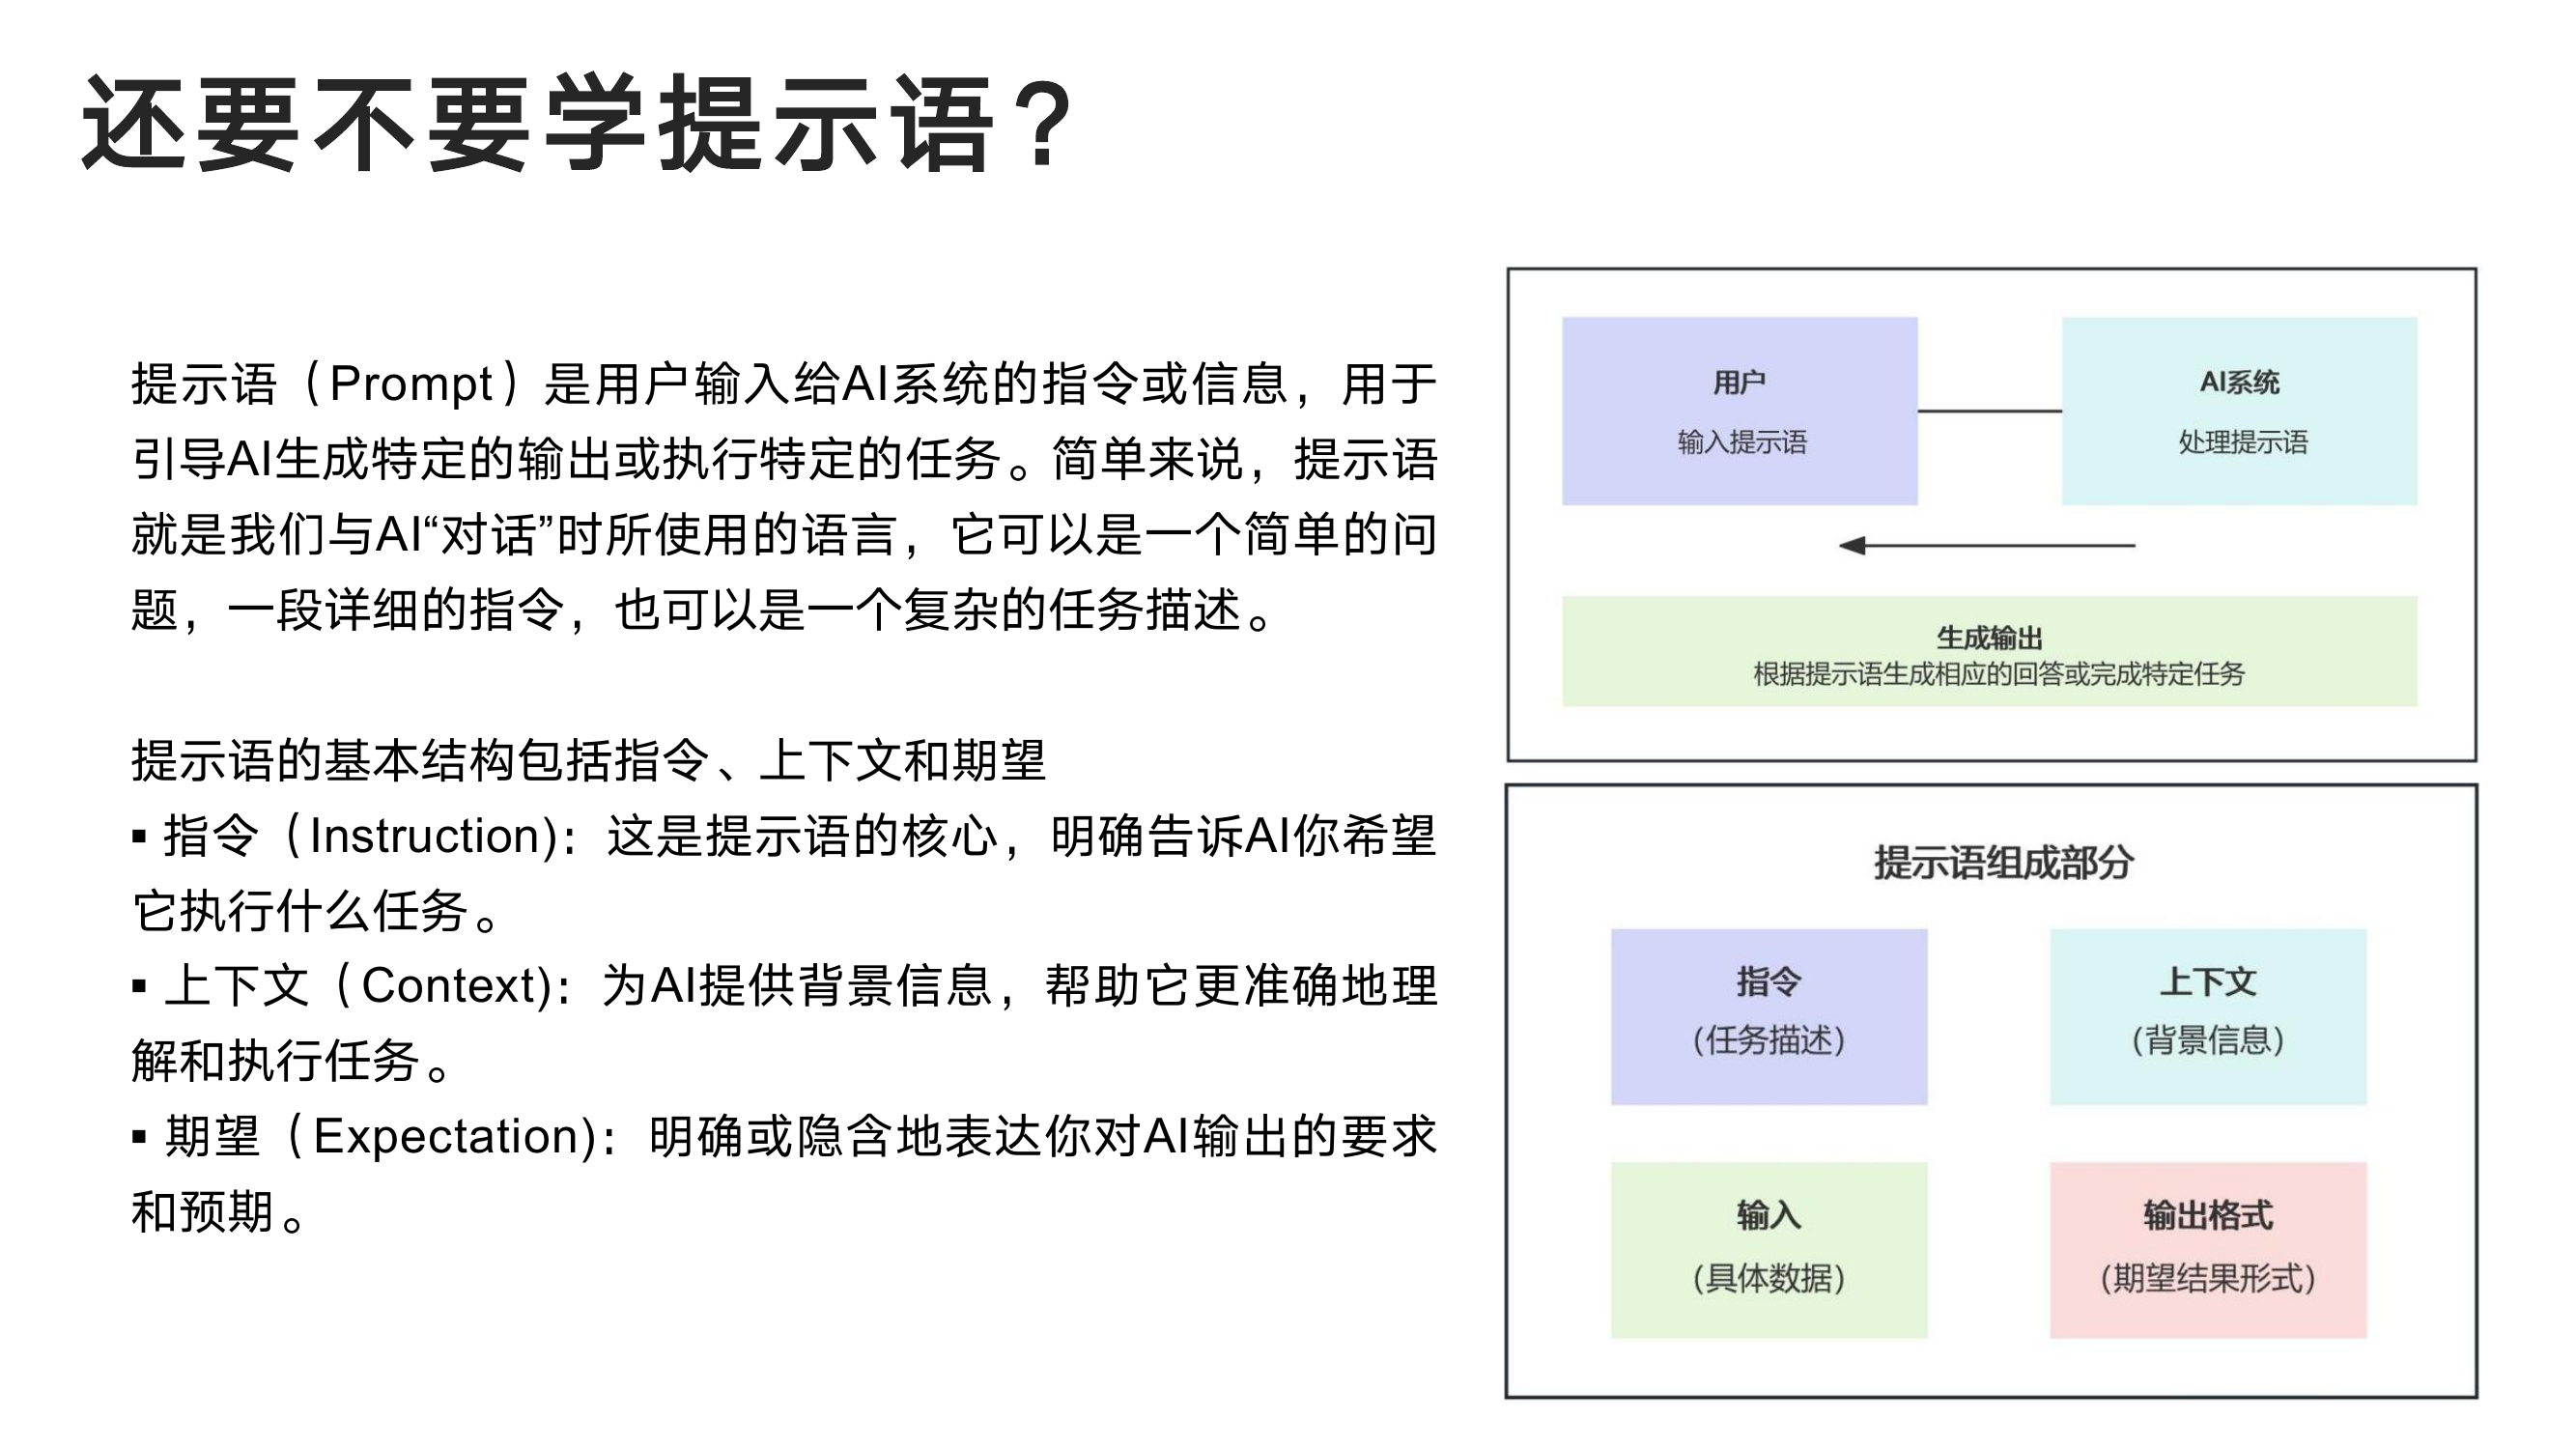 还要不要学提示语？
提示语（Prompt）是用户输入给AI系统的指令或信息，用于
引导AI生成特定的输出或执行特定的任务。简单来说，提示语
就是我们与AI“对话”时所使用的语言，它可以是一个简单的问
题，一段详细的指令，也可以是一个复杂的任务描述。
提示语的基本结构包括指令、上下文和期望
▪ 指令（Instruction)：这是提示语的核心，明确告诉AI你希望
它执行什么任务。
▪ 上下文（Context)：为AI提供背景信息，帮助它更准确地理
解和执行任务。
▪ 期望（Expectation)：明确或隐含地表达你对AI输出的要求
和预期。
用户
输入提示语
AI系统
处理提示语
生成输出
根据提示语生成相应的回答或完成特定任务
提示语组成部分
指令
（任务描述）
上下文
（背景信息）
输入
（具体数据）
输出格式
（期望结果形式）